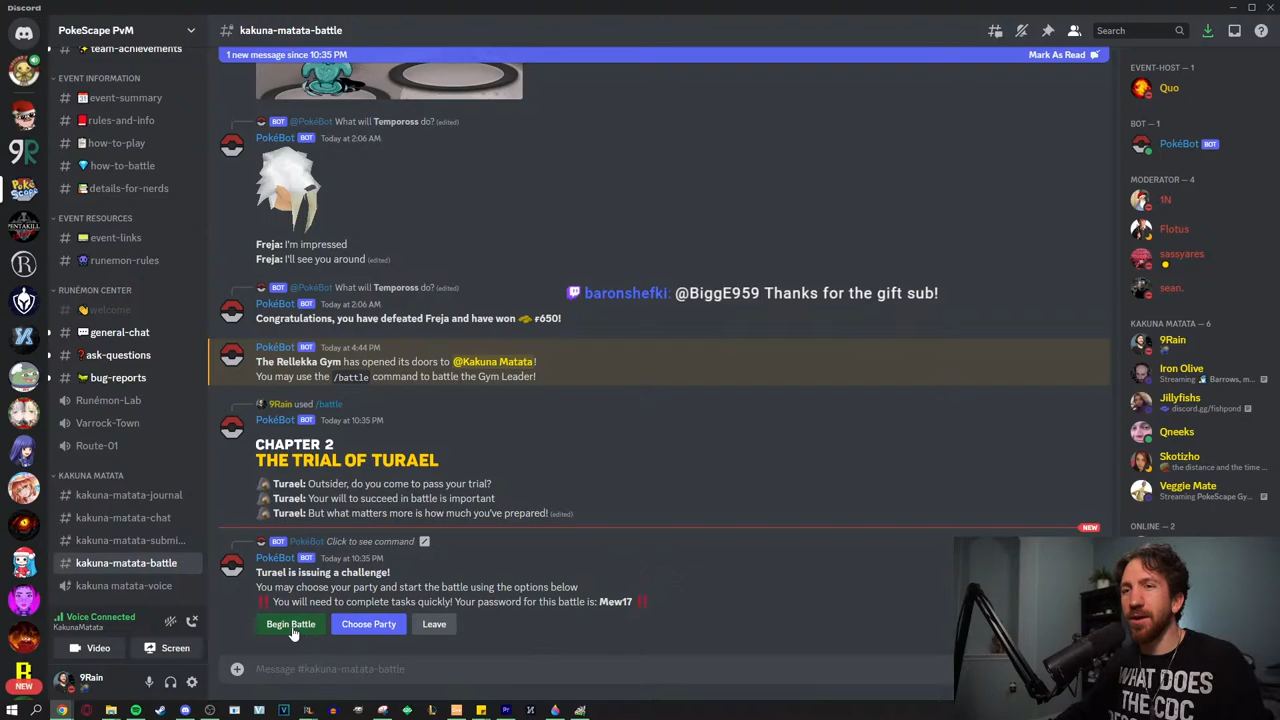 Discord
PokeScape PvM
team-achievements
EVENT INFORMATION
event-summary
rules-and-info
how-to-play
how-to-battle
details-for-nerds
EVENT RESOURCES
event-links
runemon-rules
RUNÉMON CENTER
welcome
general-chat
ask-questions
bug-reports
Runémon-Lab
Varrock-Town
Route-01
KAKUNA MATATA
kakuna-matata-journal
kakuna-matata-chat
kakuna-matata-submi...
kakuna-matata-battle
kakuna matata-voice
Voice Connected
KakunaMatata
Video
Screen
9Rain
NEW
kakuna-matata-battle
Search
1 new message since 10:35 PM
Mark As Read
BOT @PokéBot What will Tempoross do? (edited)
PokéBot BOT Today at 2:06 AM
Freja: I'm impressed
Freja: I'll see you around (edited)
BOT @PokéBot What will Tempoross do? (edited)
PokéBot BOT Today at 2:06 AM
Congratulations, you have defeated Freja and have won ₽650!
baronshefki: @BiggE959 Thanks for the gift sub!
PokéBot BOT Today at 4:44 PM
The Rellekka Gym has opened its doors to @Kakuna Matata!
You may use the /battle command to battle the Gym Leader!
9Rain used /battle
PokéBot BOT Today at 10:35 PM
CHAPTER 2
THE TRIAL OF TURAEL
Turael: Outsider, do you come to pass your trial?
Turael: Your will to succeed in battle is important
Turael: But what matters more is how much you've prepared! (edited)
NEW
BOT PokéBot Click to see command
PokéBot BOT Today at 10:35 PM
Turael is issuing a challenge!
You may choose your party and start the battle using the options below
‼ You will need to complete tasks quickly! Your password for this battle is: Mew17 ‼
Begin Battle
Choose Party
Leave
Message #kakuna-matata-battle
EVENT-HOST — 1
Quo
BOT — 1
PokéBot BOT
MODERATOR — 4
1N
Flotus
sassyares
sean.
KAKUNA MATATA — 6
9Rain
Iron Olive
Streaming Barrows, m...
Jillyfishs
discord.gg/fishpond
Qneeks
Skotizho
the distance and the time ...
Veggie Mate
Streaming PokeScape Gy...
ONLINE — 2
WHAT DOES
THE CDC